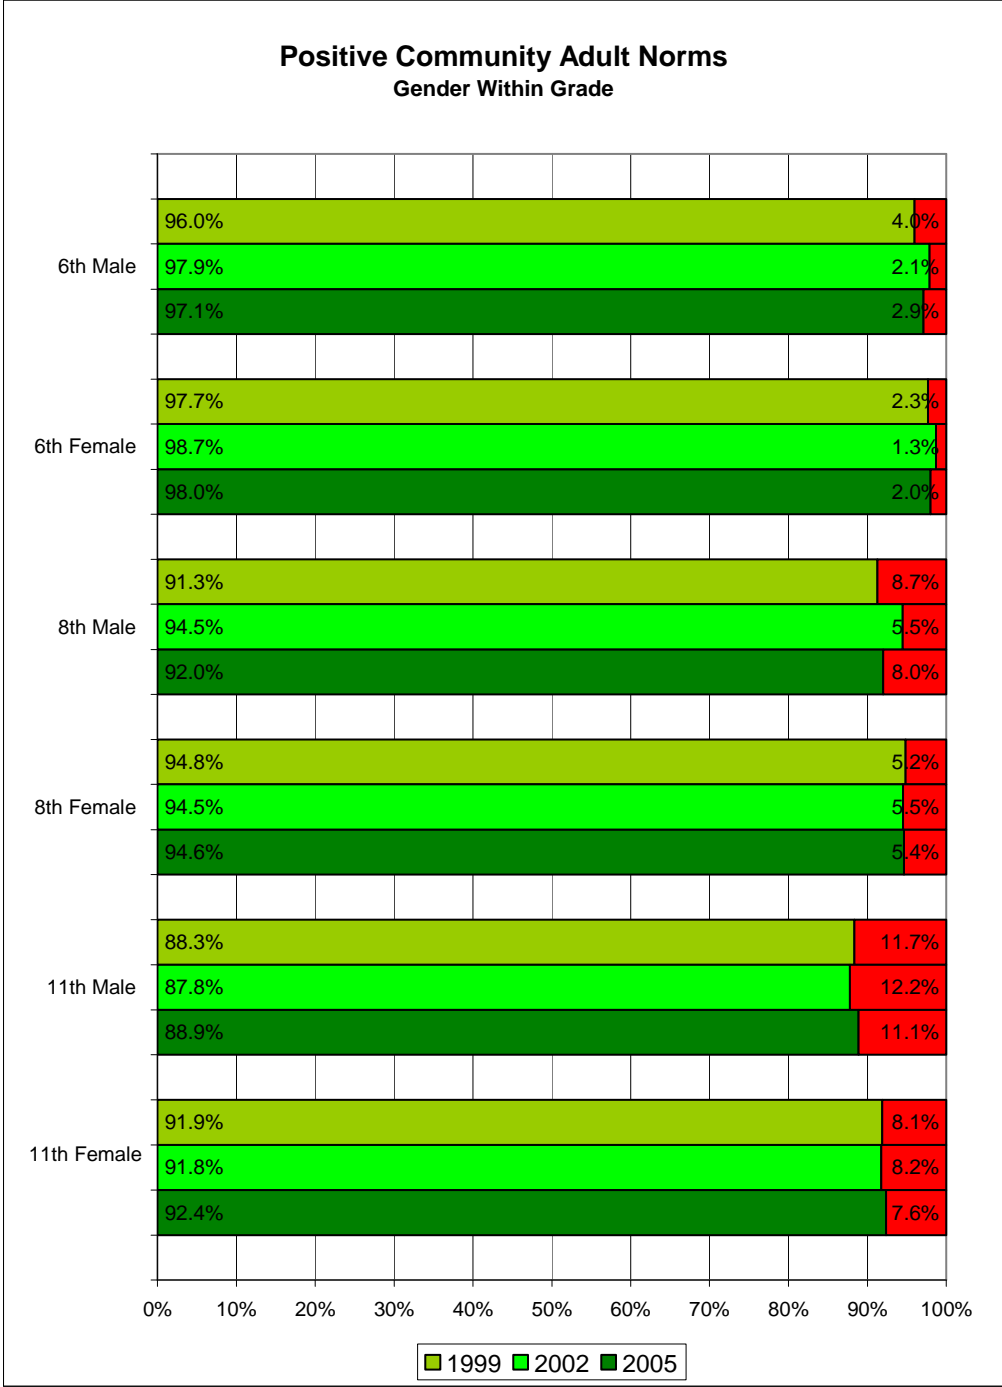 Positive Community Adult Norms
Gender Within Grade
96.0% 4.0%
6th Male 97.9% 2.1%
97.1% 2.9%
97.7% 2.3%
6th Female 98.7% 1.3%
98.0% 2.0%
91.3% 8.7%
8th Male 94.5% 5.5%
92.0% 8.0%
94.8% 5.2%
8th Female 94.5% 5.5%
94.6% 5.4%
88.3% 11.7%
11th Male 87.8% 12.2%
88.9% 11.1%
91.9% 8.1%
11th Female 91.8% 8.2%
92.4% 7.6%
0% 10% 20% 30% 40% 50% 60% 70% 80% 90% 100%
1999 2002 2005